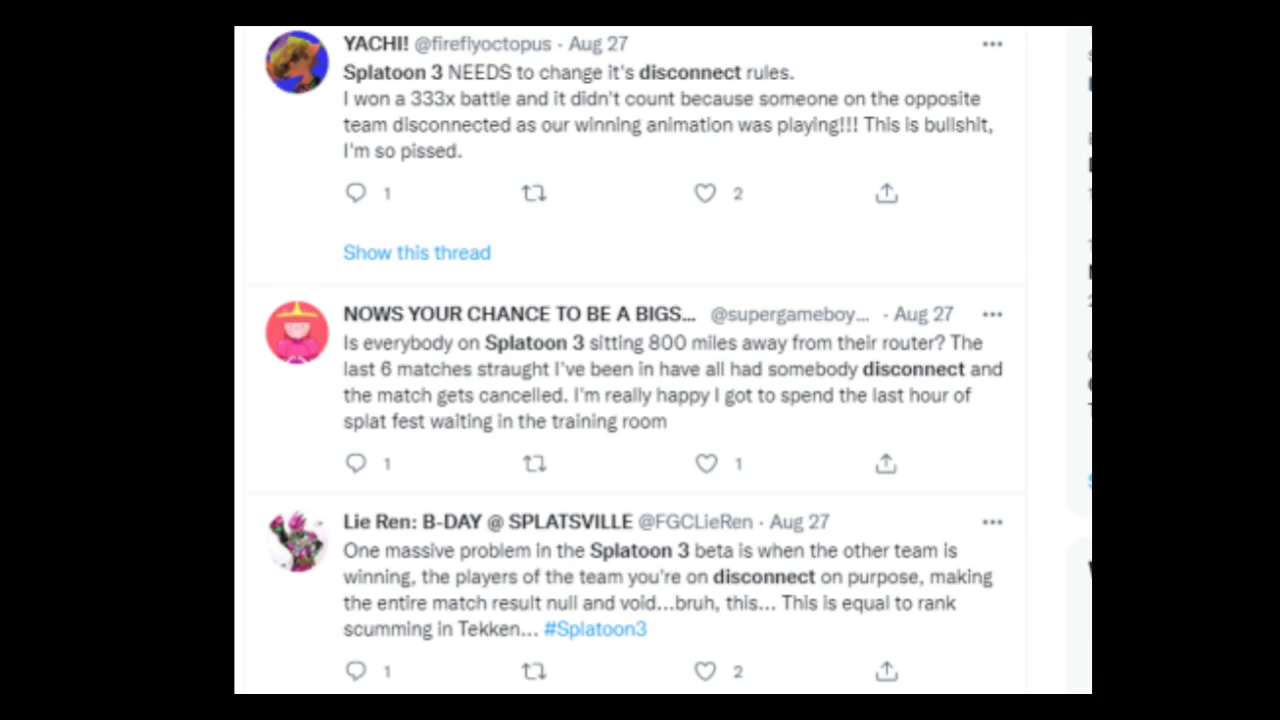 YACHI! @fireflyoctopus · Aug 27
Splatoon 3 NEEDS to change it's disconnect rules.
I won a 333x battle and it didn't count because someone on the opposite
team disconnected as our winning animation was playing!!! This is bullshit,
I'm so pissed.
1 2
Show this thread
NOWS YOUR CHANCE TO BE A BIGS... @supergameboy... · Aug 27
Is everybody on Splatoon 3 sitting 800 miles away from their router? The
last 6 matches straught I've been in have all had somebody disconnect and
the match gets cancelled. I'm really happy I got to spend the last hour of
splat fest waiting in the training room
1 1
Lie Ren: B-DAY @ SPLATSVILLE @FGCLieRen · Aug 27
One massive problem in the Splatoon 3 beta is when the other team is
winning, the players of the team you're on disconnect on purpose, making
the entire match result null and void...bruh, this... This is equal to rank
scumming in Tekken... #Splatoon3
1 2